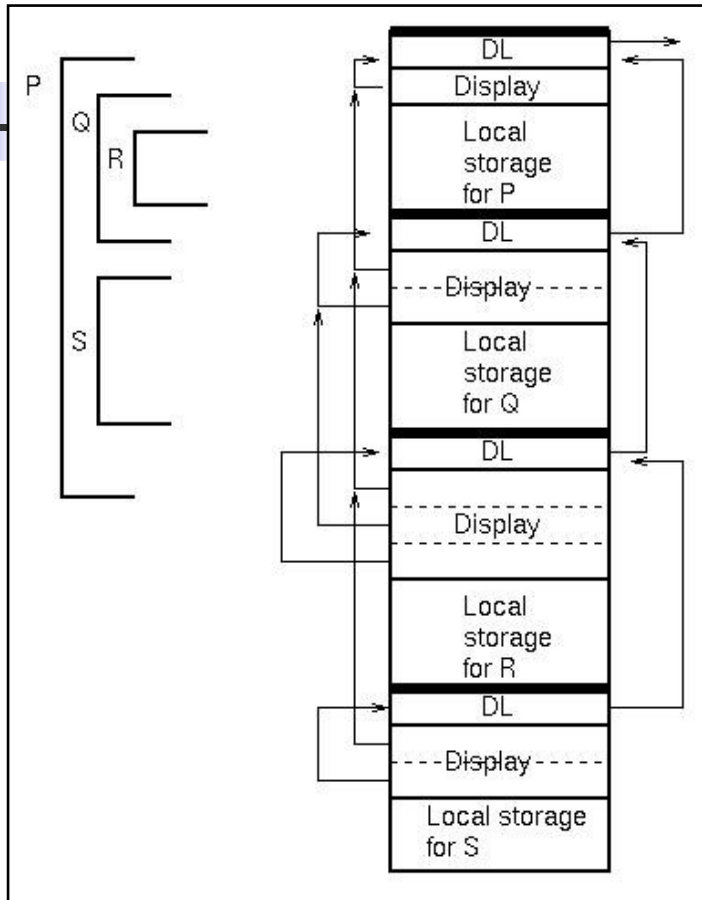 P
Q
R
S
DL
Display
Local
storage
for P
DL
Display
Local
storage
for Q
DL
Display
Local
storage
for R
DL
Display
Local storage
for S